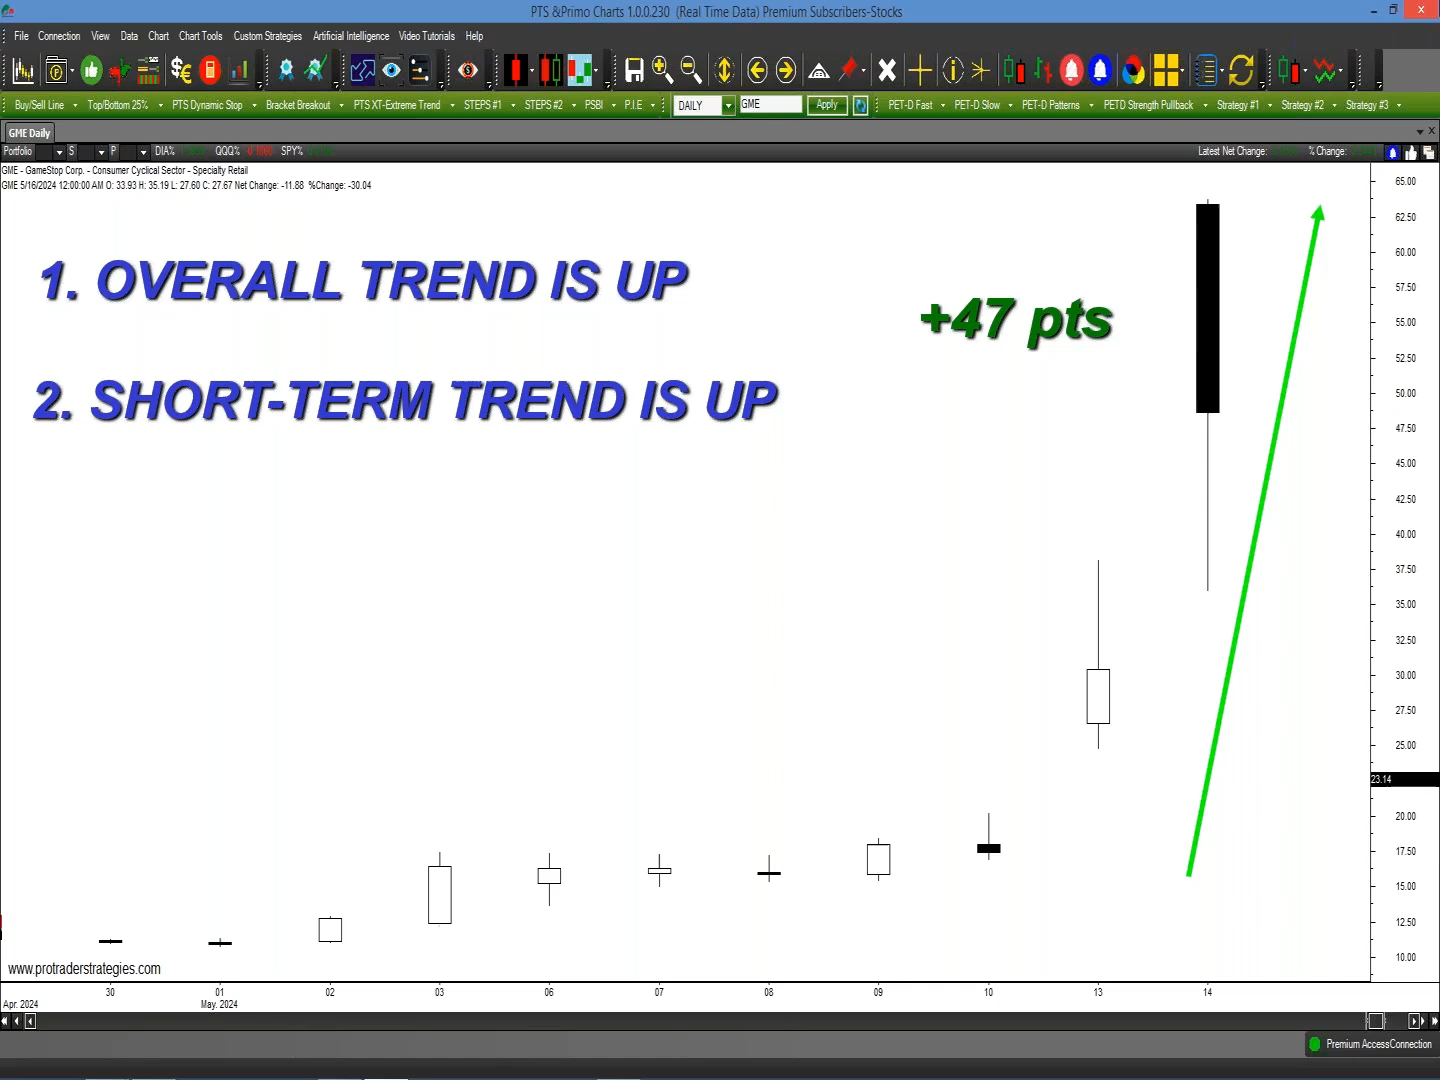 PTS &Primo Charts 1.0.0.230 (Real Time Data) Premium Subscribers-Stocks
File Connection View Data Chart Chart Tools Custom Strategies Artificial Intelligence Video Tutorials Help
Buy/Sell Line Top/Bottom 25% PTS Dynamic Stop Bracket Breakout PTS XT-Extreme Trend STEPS #1 STEPS #2 PSBI P.I.E DAILY GME Apply PET-D Fast PET-D Slow PET-D Patterns PETD Strength Pullback Strategy #1 Strategy #2 Strategy #3
GME Daily
Portfolio S P DIA% QQQ% SPY% Latest Net Change: % Change:
GME - GameStop Corp. - Consumer Cyclical Sector - Specialty Retail
GME 5/16/2024 12:00:00 AM O: 33.93 H: 35.19 L: 27.60 C: 27.67 Net Change: -11.88 %Change: -30.04
1. OVERALL TREND IS UP
+47 pts
2. SHORT-TERM TREND IS UP
65.00
62.50
60.00
57.50
55.00
52.50
50.00
47.50
45.00
42.50
40.00
37.50
35.00
32.50
30.00
27.50
25.00
23.14
20.00
17.50
15.00
12.50
10.00
www.protraderstrategies.com
30 01 02 03 06 07 08 09 10 13 14
Apr. 2024 May. 2024
Premium AccessConnection